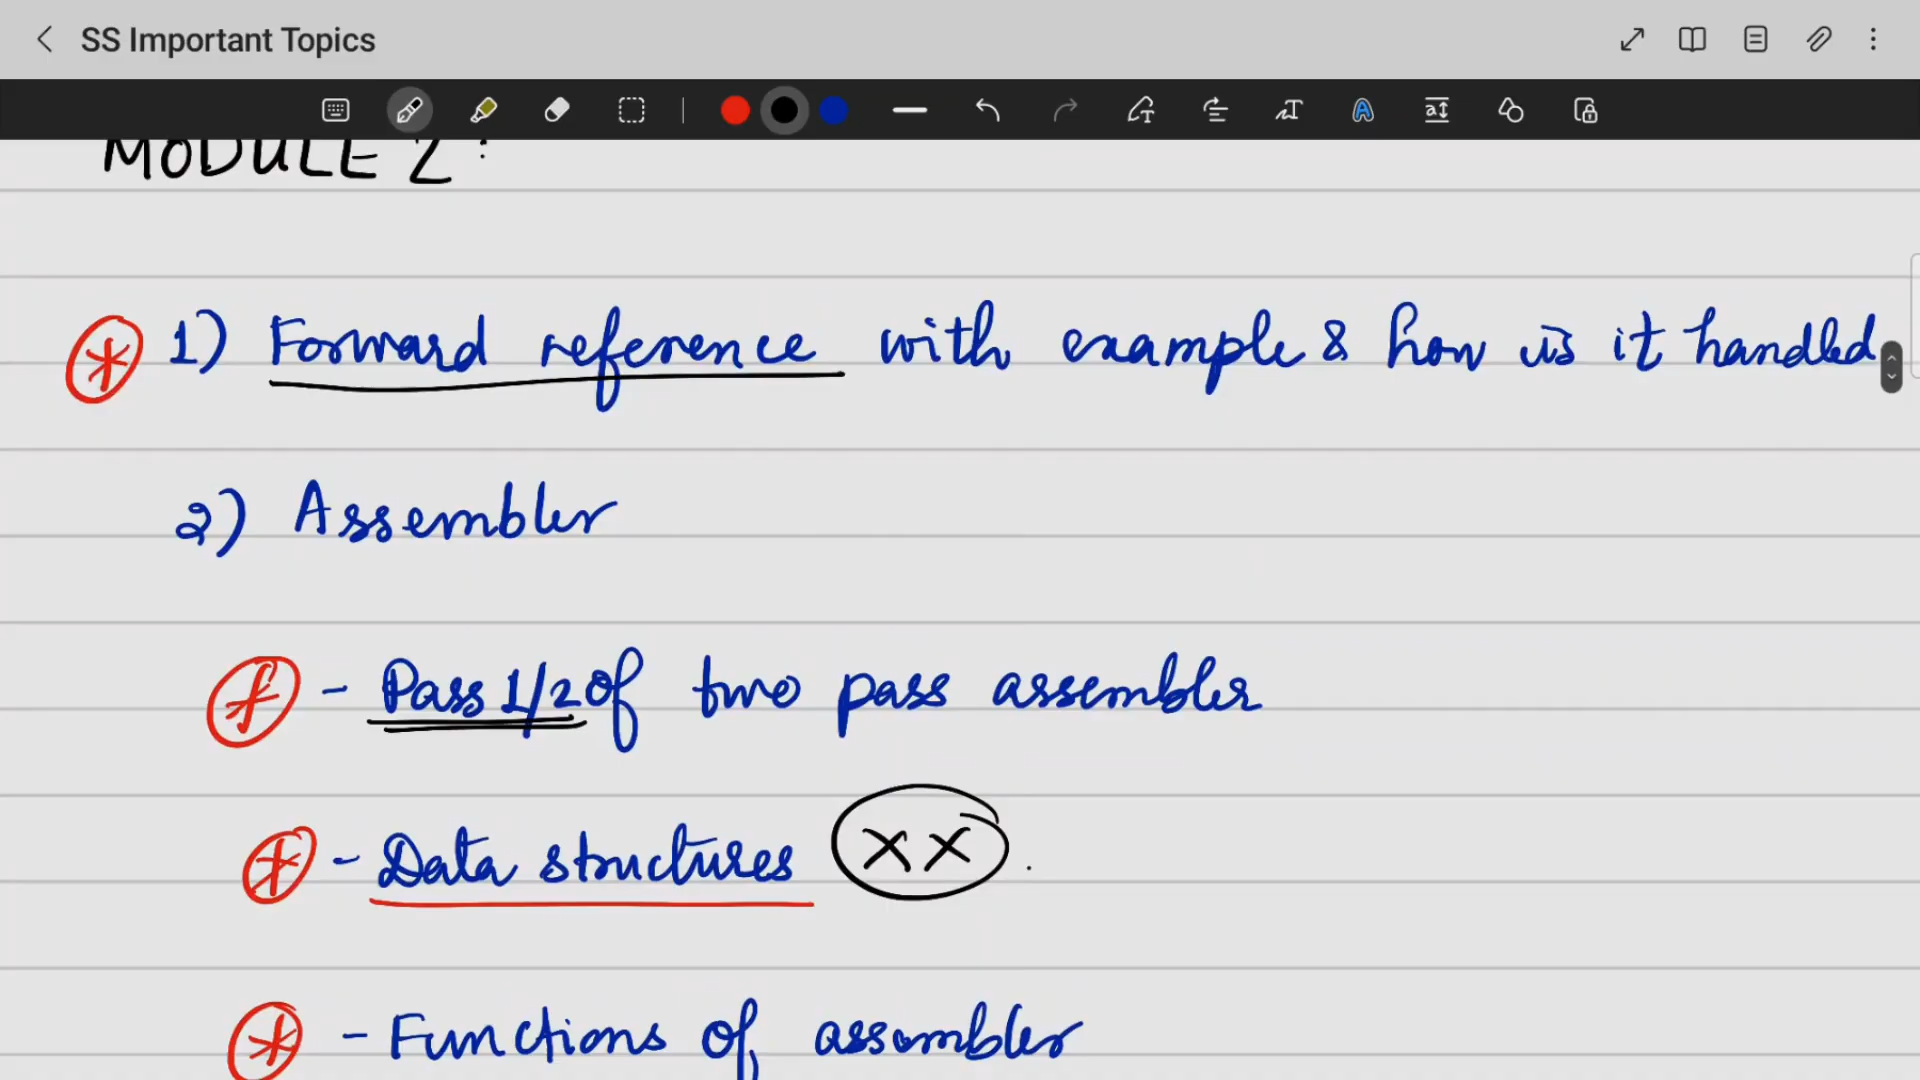 SS Important Topics
MODULE 2:
* 1) Forward reference with example & how is it handled
2) Assembler
* - Pass 1/2 of two pass assembler
* - Data structures XX
* - Functions of assembler